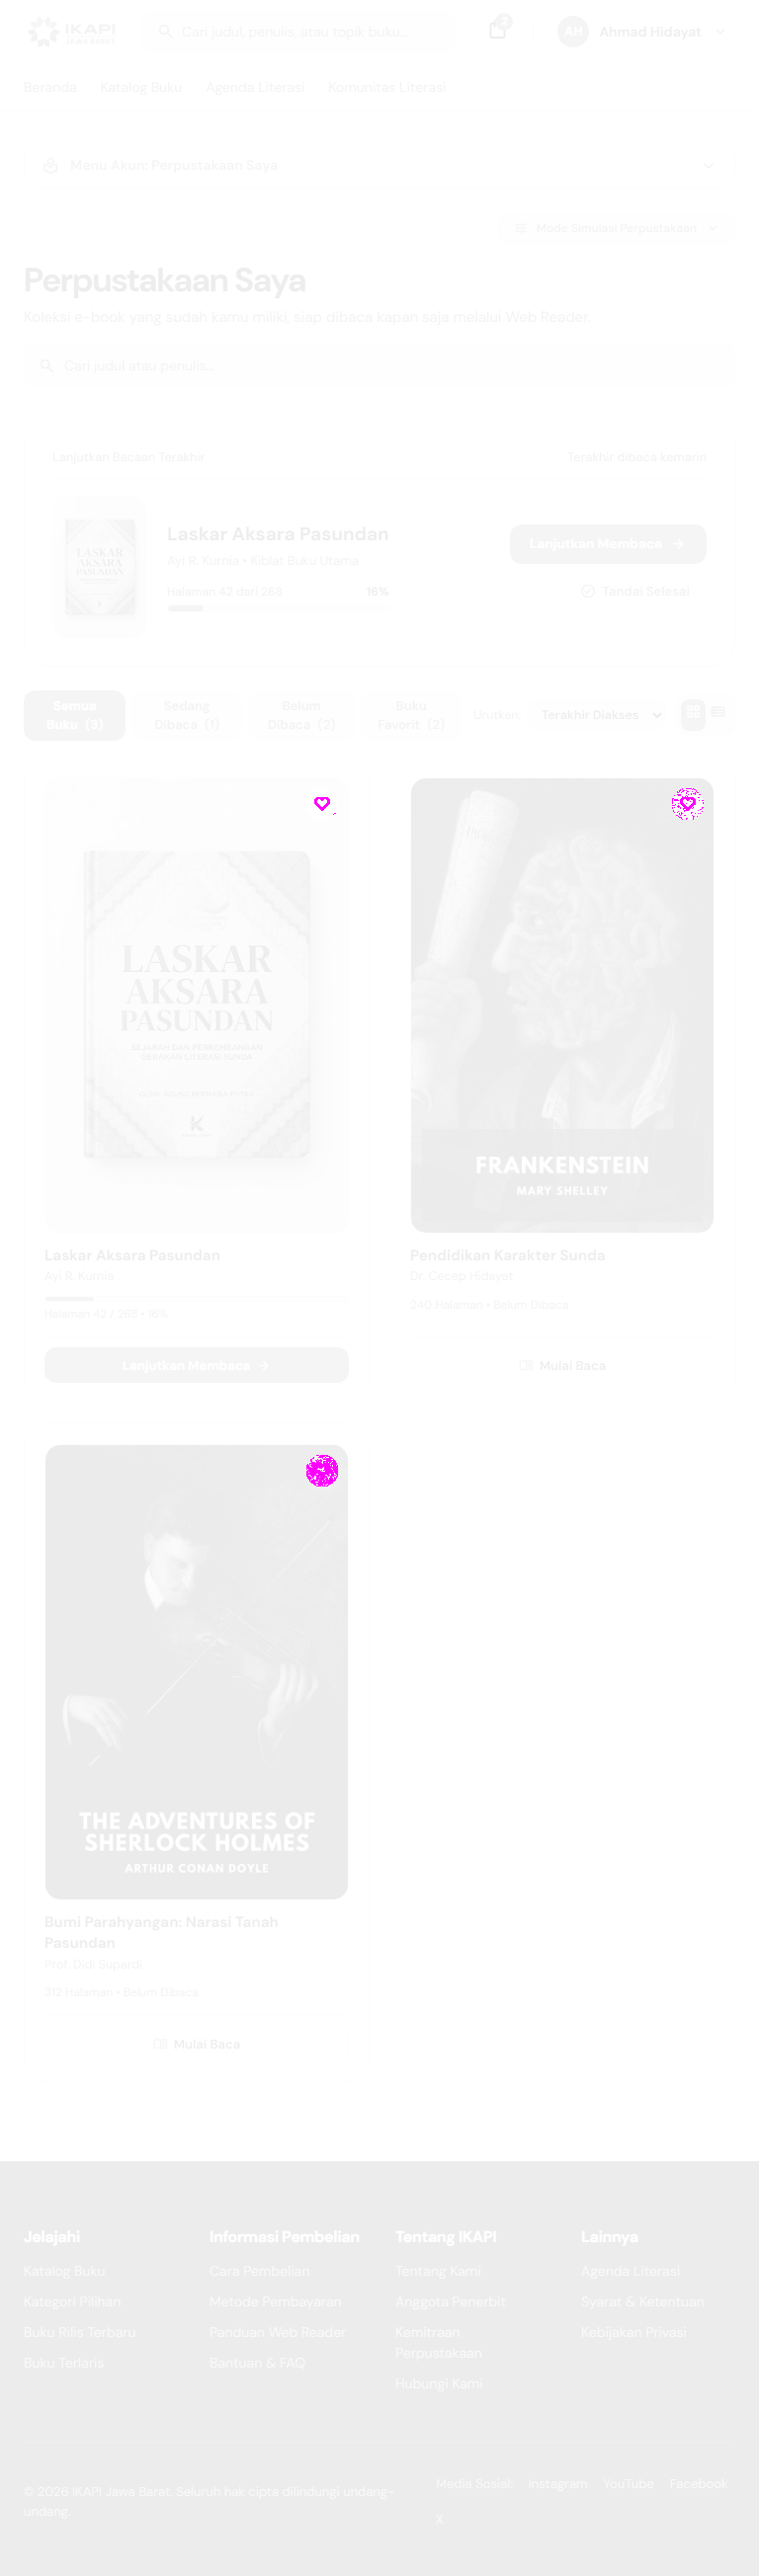 IKAPI
JAWA BARAT
Cari judul, penulis, atau topik buku...
AH
Ahmad Hidayat
Beranda
Katalog Buku
Agenda Literasi
Komunitas Literasi
Menu Akun: Perpustakaan Saya
Mode Simulasi Perpustakaan
Perpustakaan Saya
Koleksi e-book yang sudah kamu miliki, siap dibaca kapan saja melalui Web Reader.
Cari judul atau penulis...
Lanjutkan Bacaan Terakhir
Terakhir dibaca kemarin
LASKAR
AKSARA
PASUNDAN
Laskar Aksara Pasundan
Ayi R. Kurnia • Kiblat Buku Utama
Halaman 42 dari 268
16%
Lanjutkan Membaca
Tandai Selesai
Semua
Buku (3)
Sedang
Dibaca (1)
Belum
Dibaca (2)
Buku
Favorit (2)
Urutkan:
Terakhir Diakses
LASKAR
AKSARA
PASUNDAN
SEJARAH DAN PERKEMBANGAN
GERAKAN LITERASI SUNDA
FRANKENSTEIN
MARY SHELLEY
Laskar Aksara Pasundan
Ayi R. Kurnia
Halaman 42 / 268 • 16%
Lanjutkan Membaca
Pendidikan Karakter Sunda
Dr. Cecep Hidayat
240 Halaman • Belum Dibaca
Mulai Baca
THE ADVENTURES OF
SHERLOCK HOLMES
ARTHUR CONAN DOYLE
Bumi Parahyangan: Narasi Tanah
Pasundan
Prof. Didi Supardi
312 Halaman • Belum Dibaca
Mulai Baca
Jelajahi
Katalog Buku
Kategori Pilihan
Buku Rilis Terbaru
Buku Terlaris
Informasi Pembelian
Cara Pembelian
Metode Pembayaran
Panduan Web Reader
Bantuan & FAQ
Tentang IKAPI
Tentang Kami
Anggota Penerbit
Kemitraan
Perpustakaan
Hubungi Kami
Lainnya
Agenda Literasi
Syarat & Ketentuan
Kebijakan Privasi
© 2026 IKAPI Jawa Barat. Seluruh hak cipta dilindungi undang-
undang.
Media Sosial:
Instagram
YouTube
Facebook
X